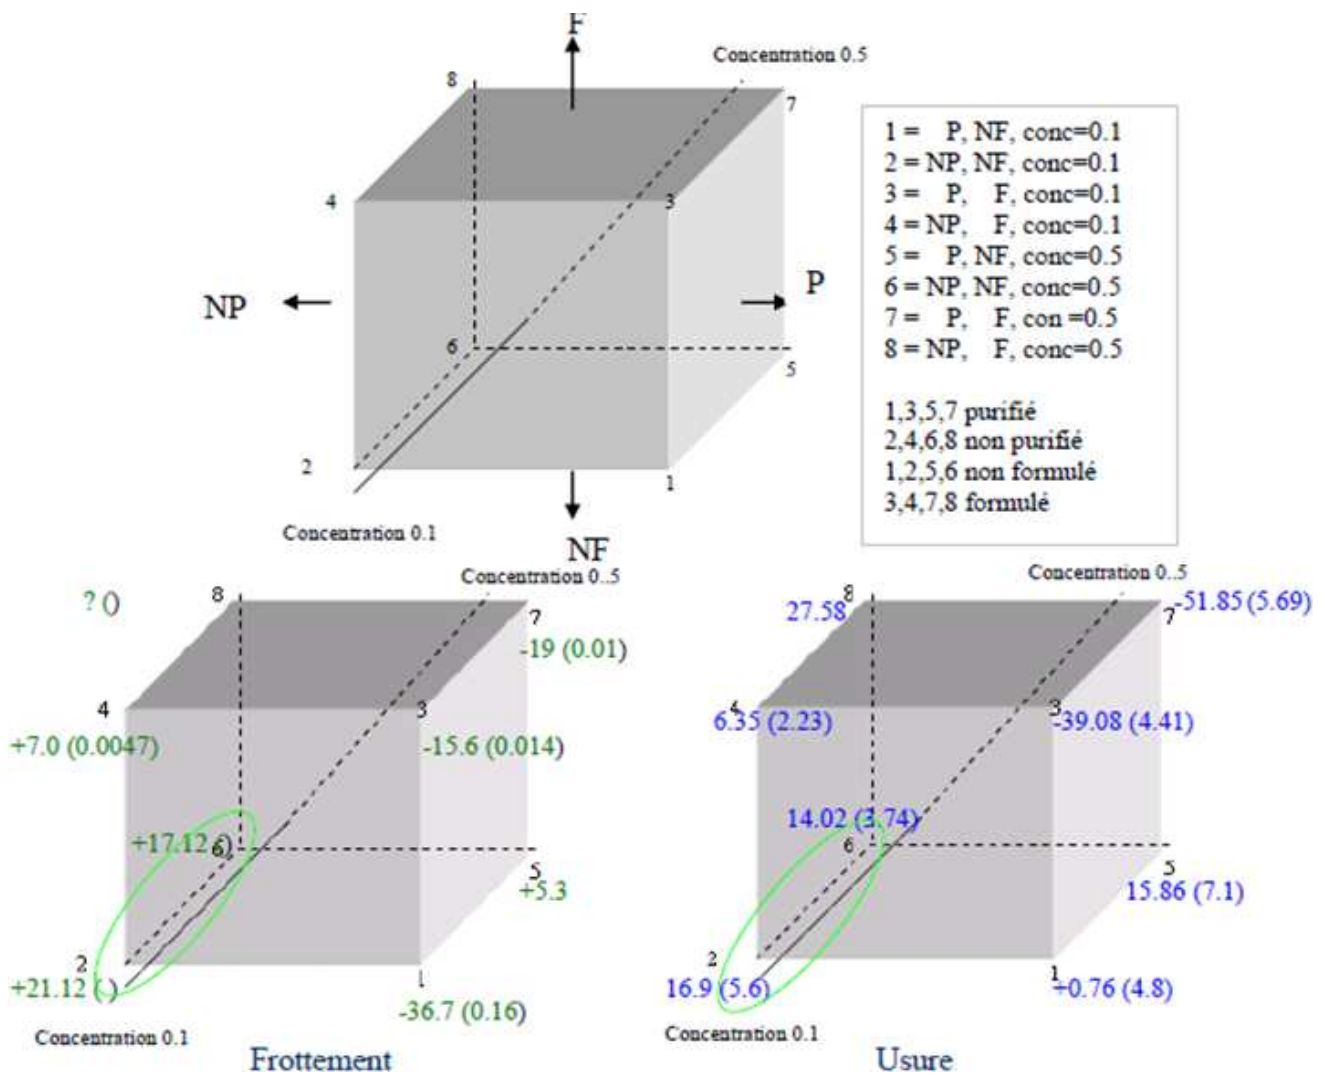 F
Concentration 0.5
8
7
4
3
NP
P
6
5
2
1
Concentration 0.1
NF
1 = P, NF, conc=0.1
2 = NP, NF, conc=0.1
3 = P, F, conc=0.1
4 = NP, F, conc=0.1
5 = P, NF, conc=0.5
6 = NP, NF, conc=0.5
7 = P, F, con =0.5
8 = NP, F, conc=0.5
1,3,5,7 purifié
2,4,6,8 non purifié
1,2,5,6 non formulé
3,4,7,8 formulé
Concentration 0..5
? ()
8
7
-19 (0.01)
4
3
+7.0 (0.0047)
-15.6 (0.014)
+17.12 ()
6
5
+5.3
2
1
+21.12 ( )
-36.7 (0.16)
Concentration 0.1
Frottement
Concentration 0..5
8
27.58
-51.85 (5.69)
7
4
3
6.35 (2.23)
-39.08 (4.41)
14.02 (3.74)
6
5
15.86 (7.1)
2
1
16.9 (5.6)
+0.76 (4.8)
Concentration 0.1
Usure